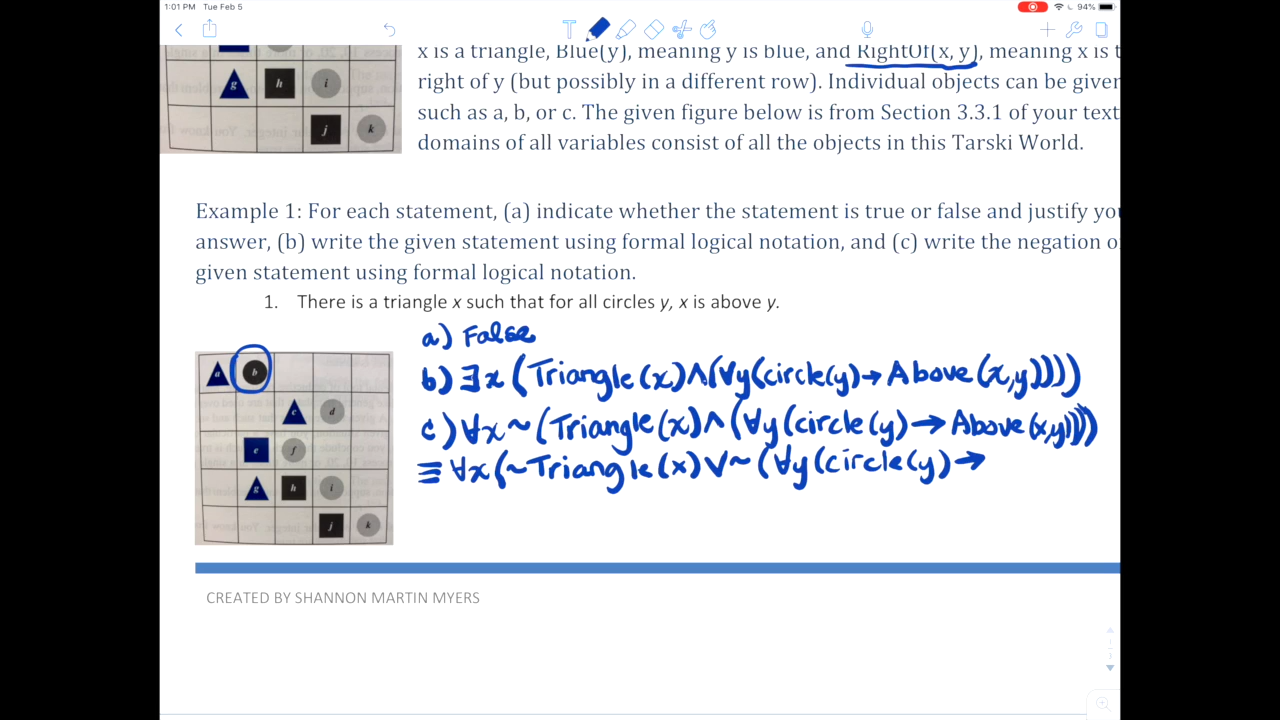 1:01 PM Tue Feb 5
94%
x is a triangle, Blue(y), meaning y is blue, and RightOf(x, y), meaning x is t
g h i
right of y (but possibly in a different row). Individual objects can be given
such as a, b, or c. The given figure below is from Section 3.3.1 of your text
j k
domains of all variables consist of all the objects in this Tarski World.
Example 1: For each statement, (a) indicate whether the statement is true or false and justify you
answer, (b) write the given statement using formal logical notation, and (c) write the negation o
given statement using formal logical notation.
1. There is a triangle x such that for all circles y, x is above y.
a) False
a b
b) ∃x (Triangle(x)∧(∀y(circle(y)→Above(x,y))))
c d
c) ∀x~(Triangle(x)∧(∀y(circle(y)→Above(x,y))))
e f
≡ ∀x(~Triangle(x)∨~(∀y(circle(y)→
g h i
j k
CREATED BY SHANNON MARTIN MYERS